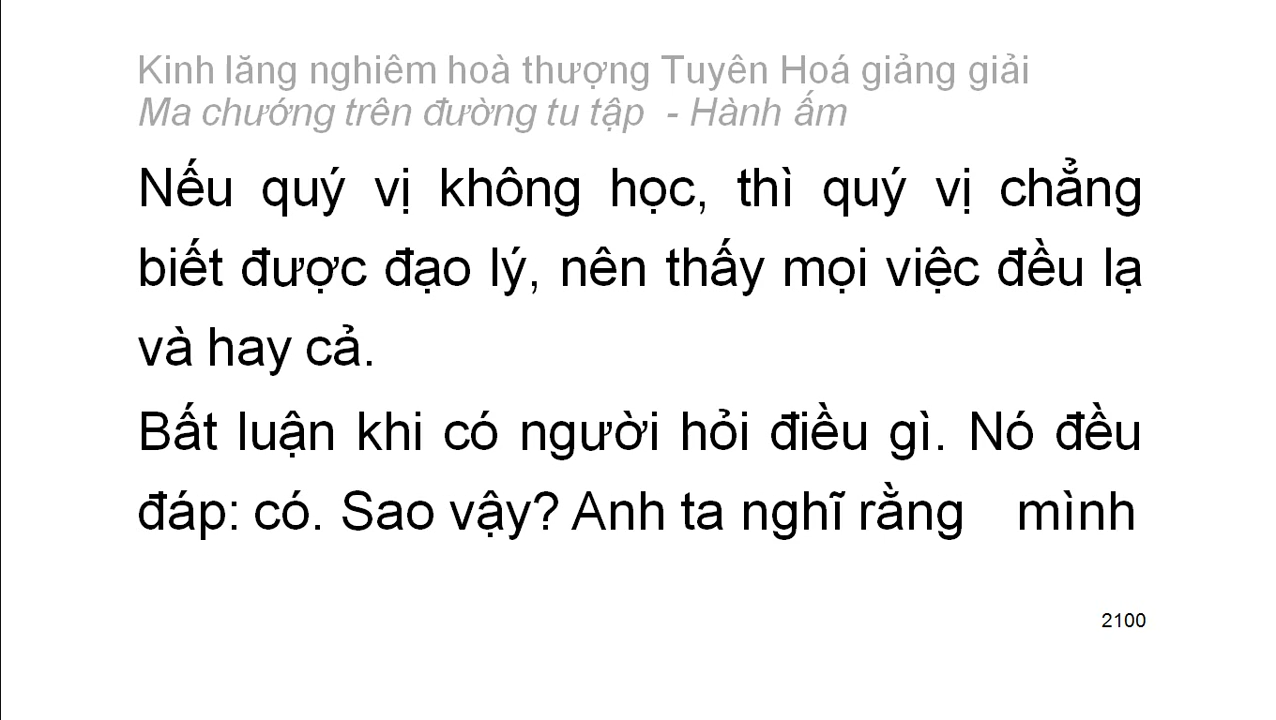 Kinh lăng nghiêm hoà thượng Tuyên Hoá giảng giải
Ma chướng trên đường tu tập - Hành ấm
Nếu quý vị không học, thì quý vị chẳng
biết được đạo lý, nên thấy mọi việc đều lạ
và hay cả.
Bất luận khi có người hỏi điều gì. Nó đều
đáp: có. Sao vậy? Anh ta nghĩ rằng mình
2100